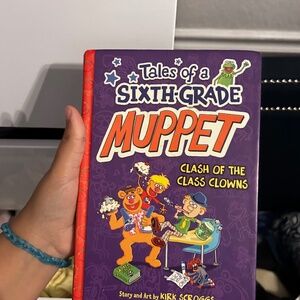 Tales of a
SIXTH-GRADE
MUPPET
CLASH OF THE
CLASS CLOWNS
Story and Art by KIRK SCROGGS